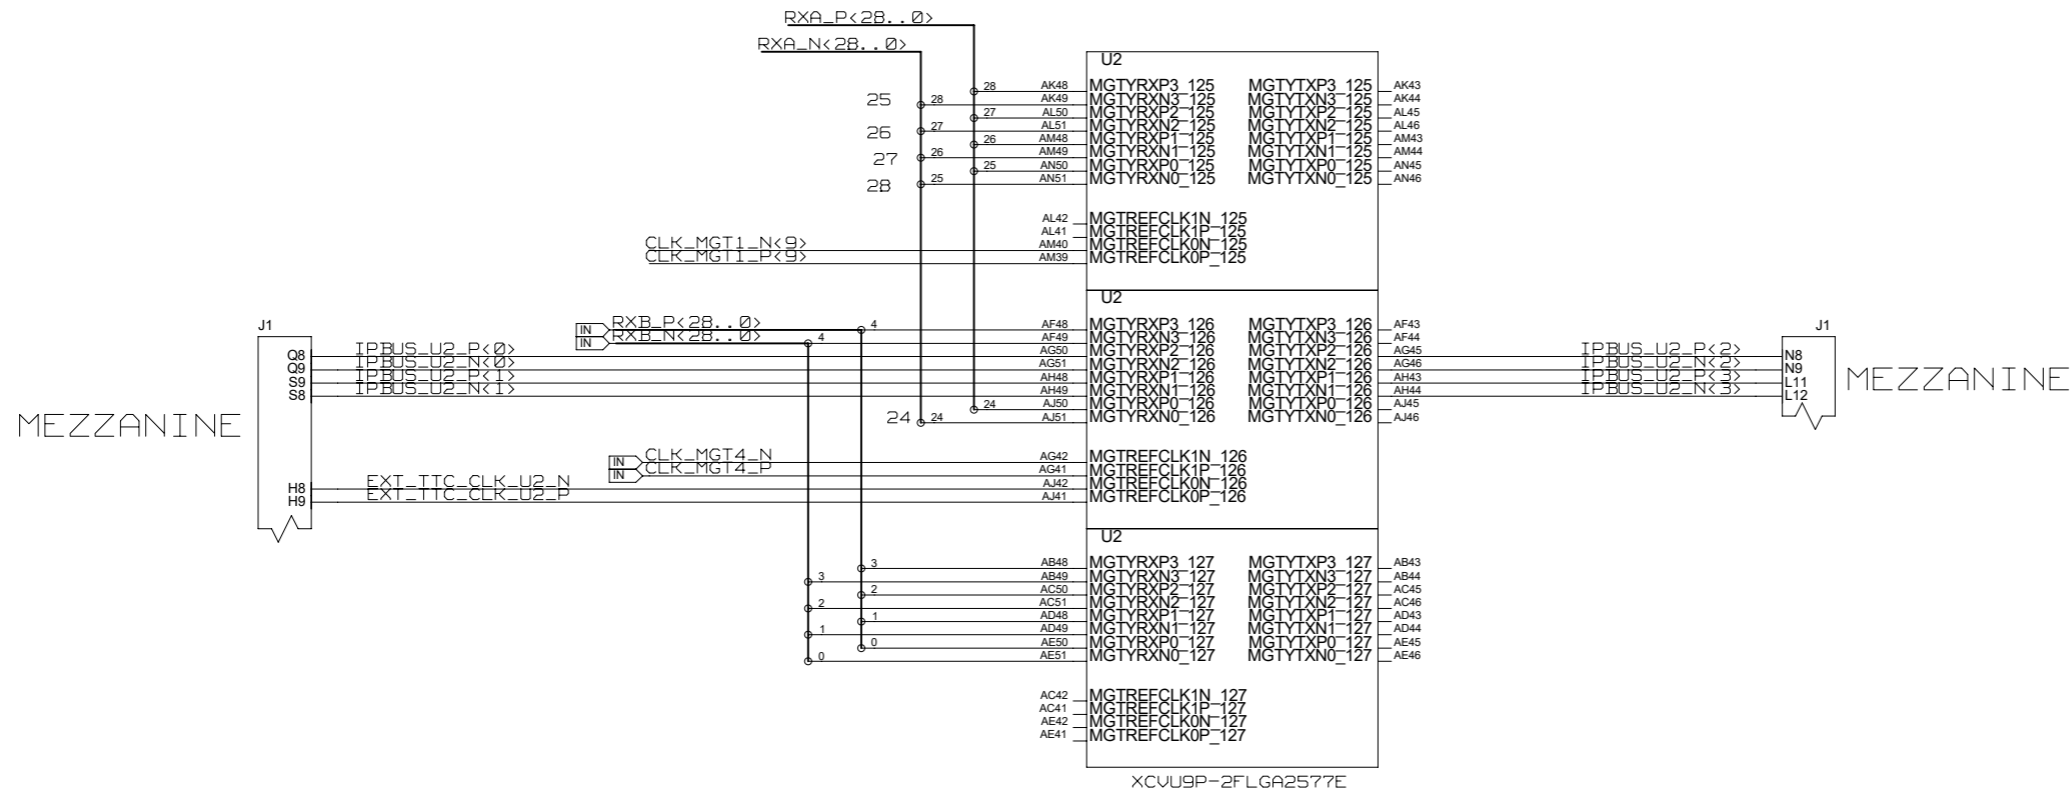 RXA_P<28..0>
RXA_N<28..0>
U2
28 AK48 MGTYRXP3_125 MGTYTXP3_125 AK43
25 28 AK49 MGTYRXN3_125 MGTYTXN3_125 AK44
27 AL50 MGTYRXP2_125 MGTYTXP2_125 AL45
26 27 AL51 MGTYRXN2_125 MGTYTXN2_125 AL46
26 AM48 MGTYRXP1_125 MGTYTXP1_125 AM43
27 26 AM49 MGTYRXN1_125 MGTYTXN1_125 AM44
25 AN50 MGTYRXP0_125 MGTYTXP0_125 AN45
28 25 AN51 MGTYRXN0_125 MGTYTXN0_125 AN46
AL42 MGTREFCLK1N_125
AL41 MGTREFCLK1P_125
CLK_MGT1_N<9> AM40 MGTREFCLK0N_125
CLK_MGT1_P<9> AM39 MGTREFCLK0P_125
U2
J1 IN RXB_P<28..0> 4 AF48 MGTYRXP3_126 MGTYTXP3_126 AF43 J1
IN RXB_N<28..0> 4 AF49 MGTYRXN3_126 MGTYTXN3_126 AF44
Q8 IPBUS_U2_P<0> AG50 MGTYRXP2_126 MGTYTXP2_126 AG45 IPBUS_U2_P<2> N8
Q9 IPBUS_U2_N<0> AG51 MGTYRXN2_126 MGTYTXN2_126 AG46 IPBUS_U2_N<2> N9
S9 IPBUS_U2_P<1> AH48 MGTYRXP1_126 MGTYTXP1_126 AH43 IPBUS_U2_P<3> L11 MEZZANINE
S8 IPBUS_U2_N<1> AH49 MGTYRXN1_126 MGTYTXN1_126 AH44 IPBUS_U2_N<3> L12
24 AJ50 MGTYRXP0_126 MGTYTXP0_126 AJ45
MEZZANINE 24 24 AJ51 MGTYRXN0_126 MGTYTXN0_126 AJ46
IN CLK_MGT4_N AG42 MGTREFCLK1N_126
IN CLK_MGT4_P AG41 MGTREFCLK1P_126
H8 EXT_TTC_CLK_U2_N AJ42 MGTREFCLK0N_126
H9 EXT_TTC_CLK_U2_P AJ41 MGTREFCLK0P_126
U2
3 AB48 MGTYRXP3_127 MGTYTXP3_127 AB43
3 AB49 MGTYRXN3_127 MGTYTXN3_127 AB44
2 AC50 MGTYRXP2_127 MGTYTXP2_127 AC45
2 AC51 MGTYRXN2_127 MGTYTXN2_127 AC46
1 AD48 MGTYRXP1_127 MGTYTXP1_127 AD43
1 AD49 MGTYRXN1_127 MGTYTXN1_127 AD44
0 AE50 MGTYRXP0_127 MGTYTXP0_127 AE45
0 AE51 MGTYRXN0_127 MGTYTXN0_127 AE46
AC42 MGTREFCLK1N_127
AC41 MGTREFCLK1P_127
AE42 MGTREFCLK0N_127
AE41 MGTREFCLK0P_127
XCVU9P-2FLGA2577E